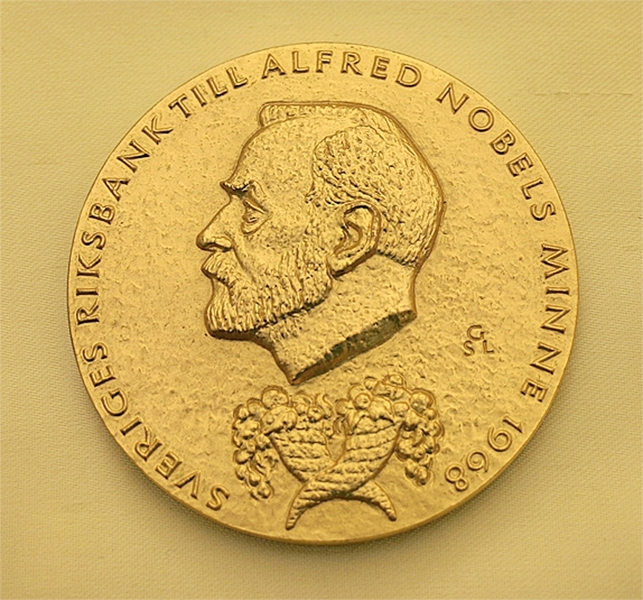 SVERIGES RIKSBANK TILL ALFRED NOBELS MINNE 1968
G
SL